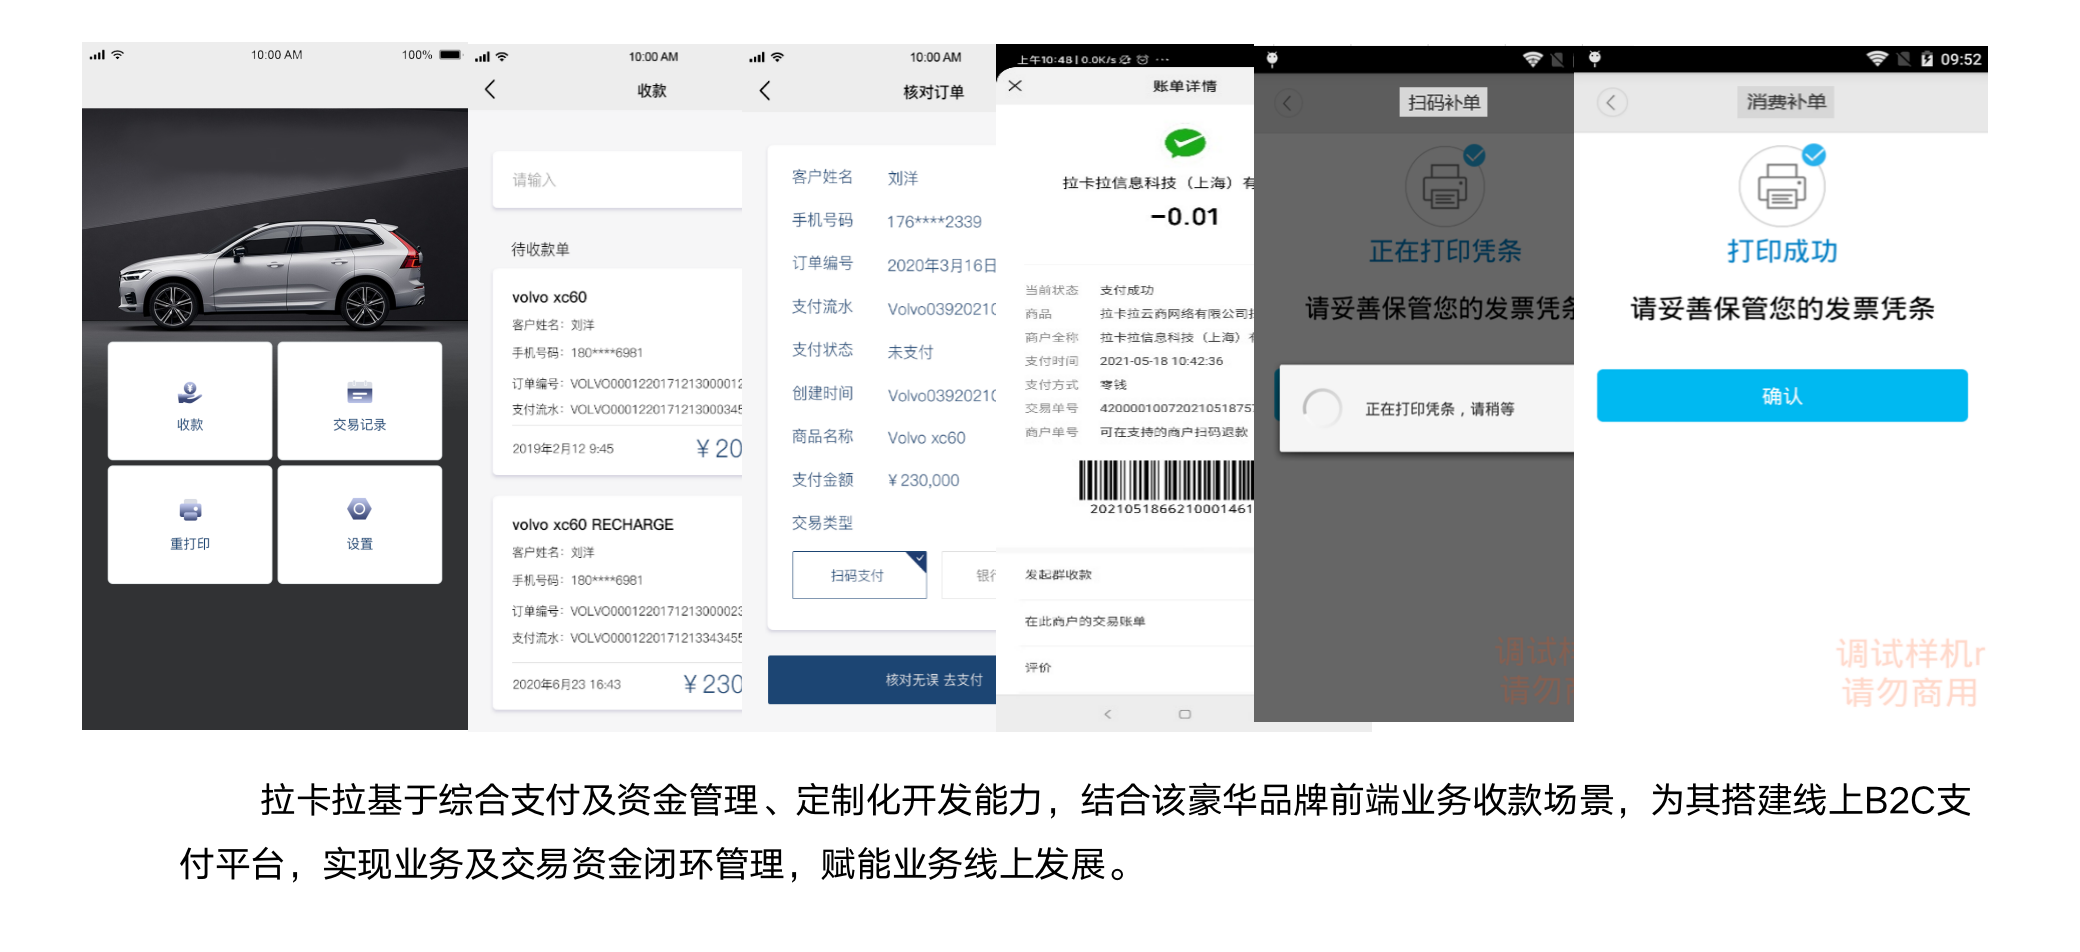 10:00 AM
100%
收款
交易记录
重打印
设置
10:00 AM
收款
请输入
待收款单
volvo xc60
客户姓名：刘洋
手机号码：180****6981
订单编号：VOLVO000122017121300012
支付流水：VOLVO0001220171213000345
2019年2月12 9:45
¥ 20
volvo xc60 RECHARGE
客户姓名：刘洋
手机号码：180****6981
订单编号：VOLVO0001220171213000023
支付流水：VOLVO0001220171213343455
2020年6月23 16:43
¥ 230
10:00 AM
核对订单
客户姓名 刘洋
手机号码 176****2339
订单编号 2020年3月16日
支付流水 Volvo0392021
支付状态 未支付
创建时间 Volvo0392021
商品名称 Volvo xc60
支付金额 ¥ 230,000
交易类型
扫码支付
银行
核对无误 去支付
上午10:48 | 0.0K/s
账单详情
拉卡拉信息科技（上海）有
-0.01
当前状态 支付成功
商品 拉卡拉云商网络有限公司
商户全称 拉卡拉信息科技（上海）
支付时间 2021-05-18 10:42:36
支付方式 零钱
交易单号 42000010072021051875
商户单号 可在支持的商户扫码退款
2021051866210001461
发起群收款
在此商户的交易账单
评价
扫码补单
正在打印凭条
请妥善保管您的发票凭条
正在打印凭条，请稍等
调试样
请勿商
09:52
消费补单
打印成功
请妥善保管您的发票凭条
确认
调试样机r
请勿商用
拉卡拉基于综合支付及资金管理、定制化开发能力，结合该豪华品牌前端业务收款场景，为其搭建线上B2C支
付平台，实现业务及交易资金闭环管理，赋能业务线上发展。